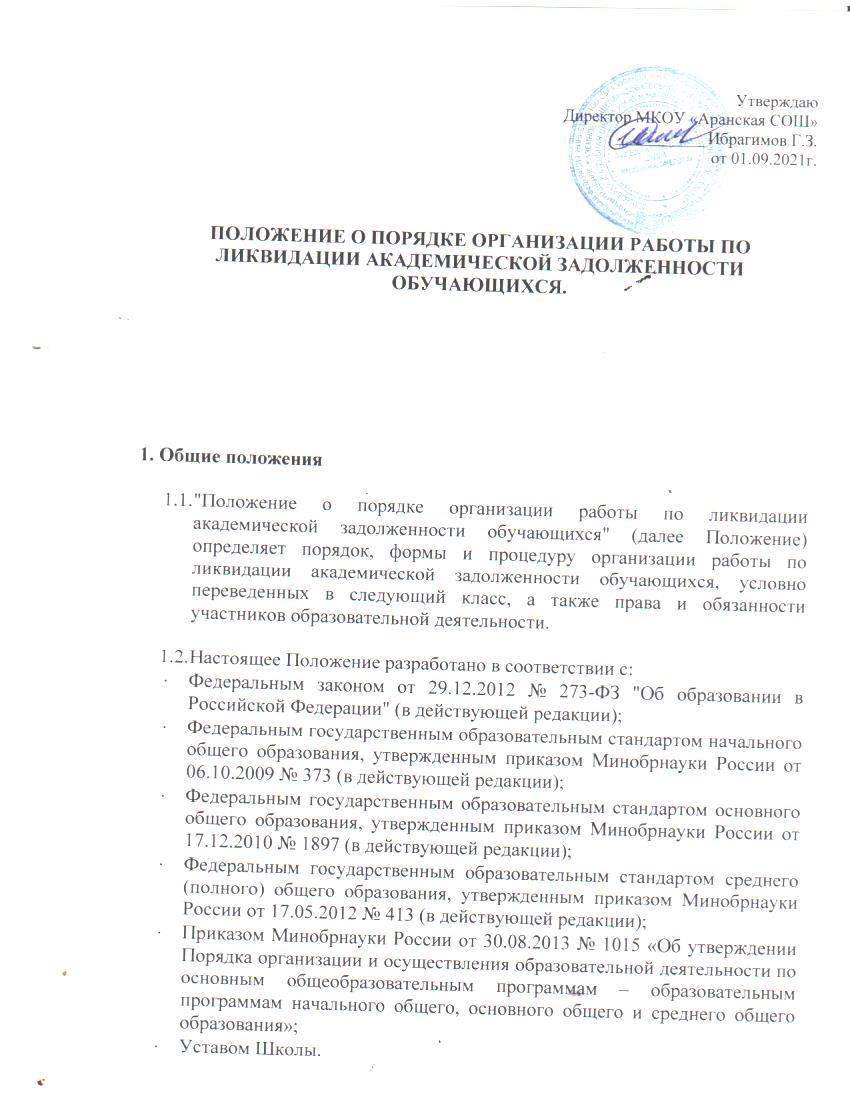 Утверждаю
Директор МКОУ «Аранская СОШ»
Ибрагимов Г.З.
от 01.09.2021г.
ПОЛОЖЕНИЕ О ПОРЯДКЕ ОРГАНИЗАЦИИ РАБОТЫ ПО
ЛИКВИДАЦИИ АКАДЕМИЧЕСКОЙ ЗАДОЛЖЕННОСТИ
ОБУЧАЮЩИХСЯ.
1. Общие положения
1.1."Положение о порядке организации работы по ликвидации
академической задолженности обучающихся" (далее Положение)
определяет порядок, формы и процедуру организации работы по
ликвидации академической задолженности обучающихся, условно
переведенных в следующий класс, а также права и обязанности
участников образовательной деятельности.
1.2.Настоящее Положение разработано в соответствии с:
· Федеральным законом от 29.12.2012 № 273-ФЗ "Об образовании в
Российской Федерации" (в действующей редакции);
· Федеральным государственным образовательным стандартом начального
общего образования, утвержденным приказом Минобрнауки России от
06.10.2009 № 373 (в действующей редакции);
· Федеральным государственным образовательным стандартом основного
общего образования, утвержденным приказом Минобрнауки России от
17.12.2010 № 1897 (в действующей редакции);
· Федеральным государственным образовательным стандартом среднего
(полного) общего образования, утвержденным приказом Минобрнауки
России от 17.05.2012 № 413 (в действующей редакции);
· Приказом Минобрнауки России от 30.08.2013 № 1015 «Об утверждении
Порядка организации и осуществления образовательной деятельности по
основным общеобразовательным программам – образовательным
программам начального общего, основного общего и среднего общего
образования»;
· Уставом Школы.